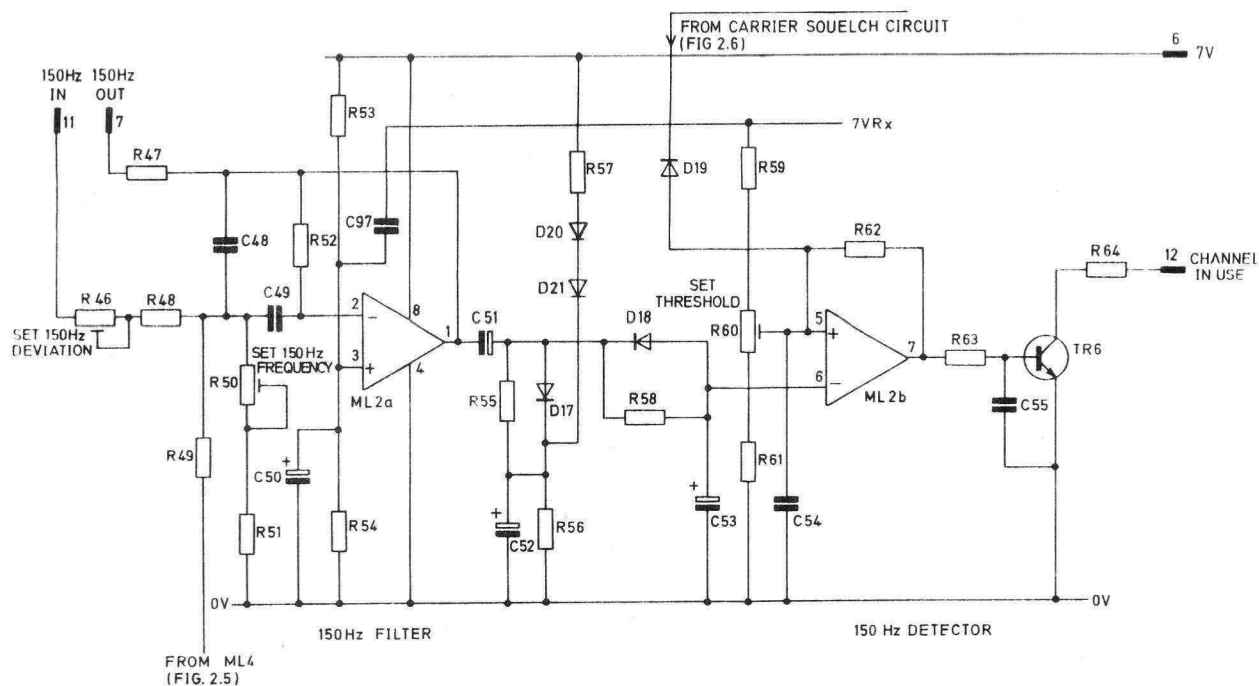 FROM CARRIER SOUELCH CIRCUIT
(FIG 2.6)
6
7V
150Hz
IN
150Hz
OUT
11
7
R53
7VRx
R47
R57
D19
R59
C48
R52
C97
D20
R62
R64
12
CHANNEL
IN USE
D21
SET
THRESHOLD
R46
R48
C49
2
−
8
1
C51
D18
R60
5
+
7
R63
TR6
SET 150Hz
DEVIATION
SET 150Hz
FREQUENCY
3
+
4
ML2a
6
−
ML2b
R50
R55
D17
R58
C55
R49
+
C50
R61
R51
R54
+
C52
R56
+
C53
C54
0V
0V
150Hz FILTER
150 Hz DETECTOR
FROM ML4
(FIG. 2.5)